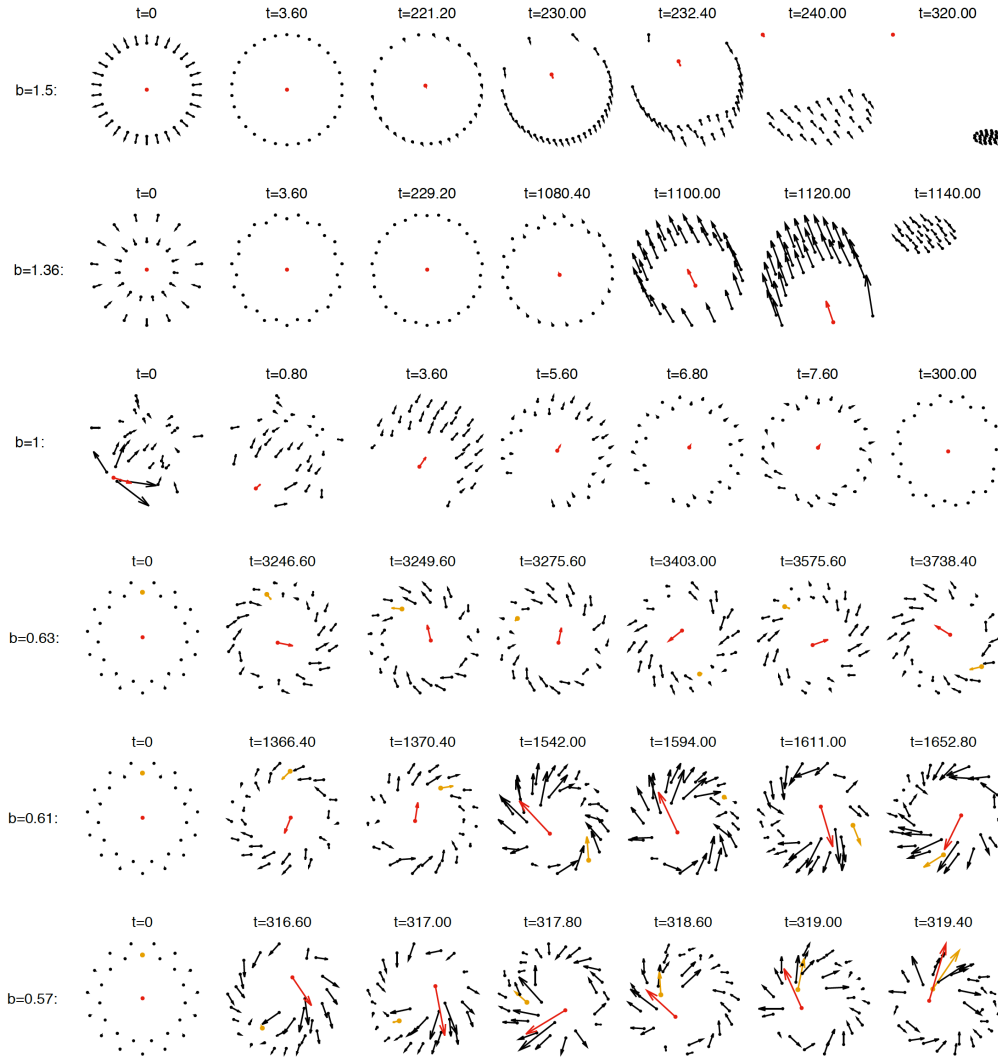 t=0 t=3.60 t=221.20 t=230.00 t=232.40 t=240.00 t=320.00
b=1.5:
t=0 t=3.60 t=229.20 t=1080.40 t=1100.00 t=1120.00 t=1140.00
b=1.36:
t=0 t=0.80 t=3.60 t=5.60 t=6.80 t=7.60 t=300.00
b=1:
t=0 t=3246.60 t=3249.60 t=3275.60 t=3403.00 t=3575.60 t=3738.40
b=0.63:
t=0 t=1366.40 t=1370.40 t=1542.00 t=1594.00 t=1611.00 t=1652.80
b=0.61:
t=0 t=316.60 t=317.00 t=317.80 t=318.60 t=319.00 t=319.40
b=0.57: